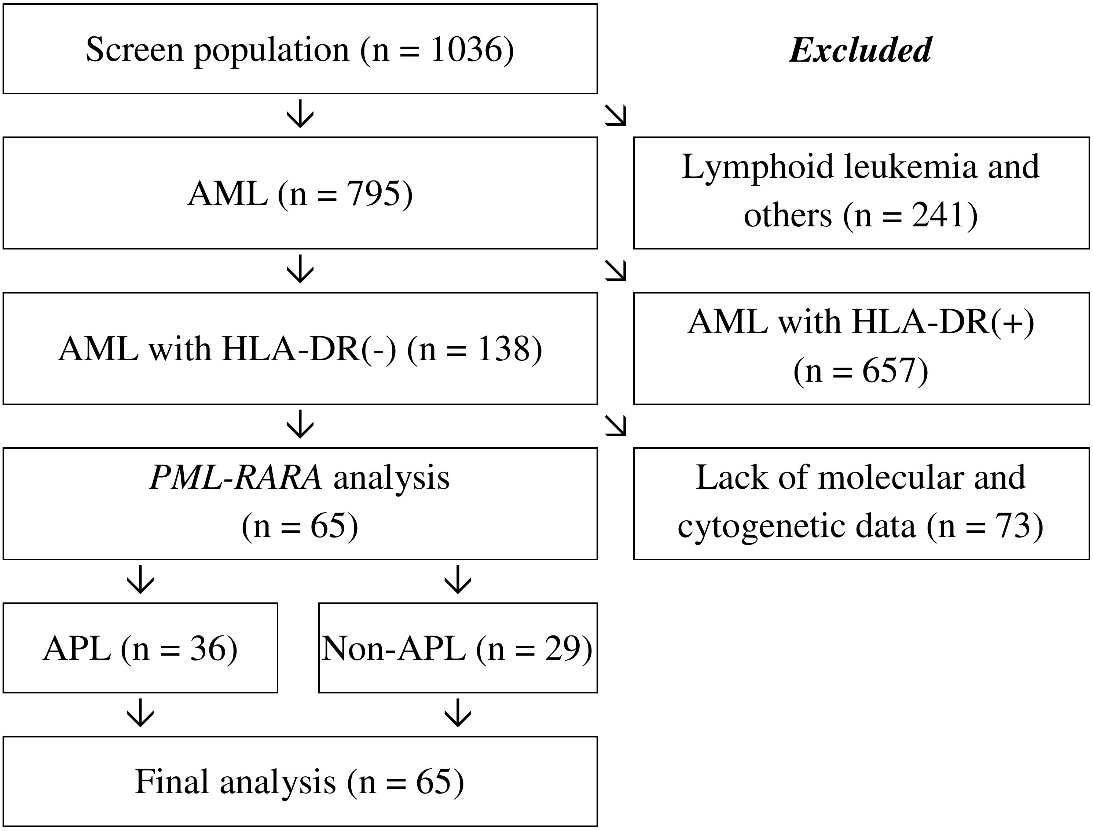 Screen population (n = 1036)
Excluded
AML (n = 795)
Lymphoid leukemia and
others (n = 241)
AML with HLA-DR(-) (n = 138)
AML with HLA-DR(+)
(n = 657)
PML-RARA analysis
(n = 65)
Lack of molecular and
cytogenetic data (n = 73)
APL (n = 36)
Non-APL (n = 29)
Final analysis (n = 65)